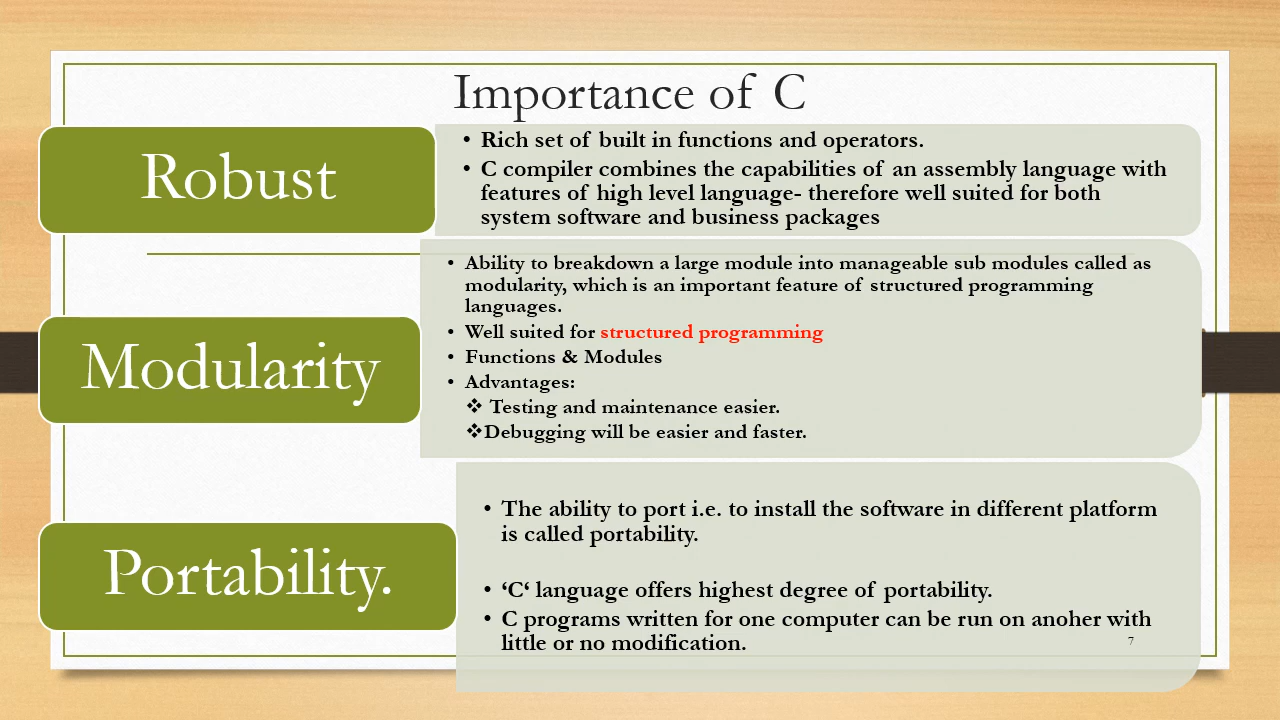 Importance of C
Robust
• Rich set of built in functions and operators.
• C compiler combines the capabilities of an assembly language with
features of high level language- therefore well suited for both
system software and business packages
Modularity
• Ability to breakdown a large module into manageable sub modules called as
modularity, which is an important feature of structured programming
languages.
• Well suited for structured programming
• Functions & Modules
• Advantages:
❖ Testing and maintenance easier.
❖Debugging will be easier and faster.
Portability.
• The ability to port i.e. to install the software in different platform
is called portability.
• ‘C‘ language offers highest degree of portability.
• C programs written for one computer can be run on anoher with
little or no modification.
7